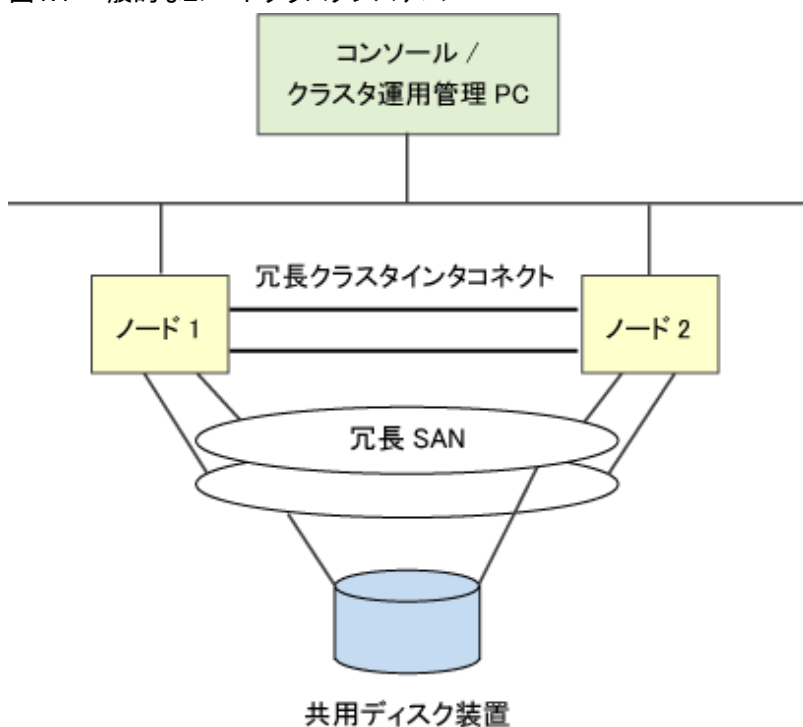 コンソール /
クラスタ運用管理 PC
冗長クラスタインタコネクト
ノード 1
ノード 2
冗長 SAN
共用ディスク装置